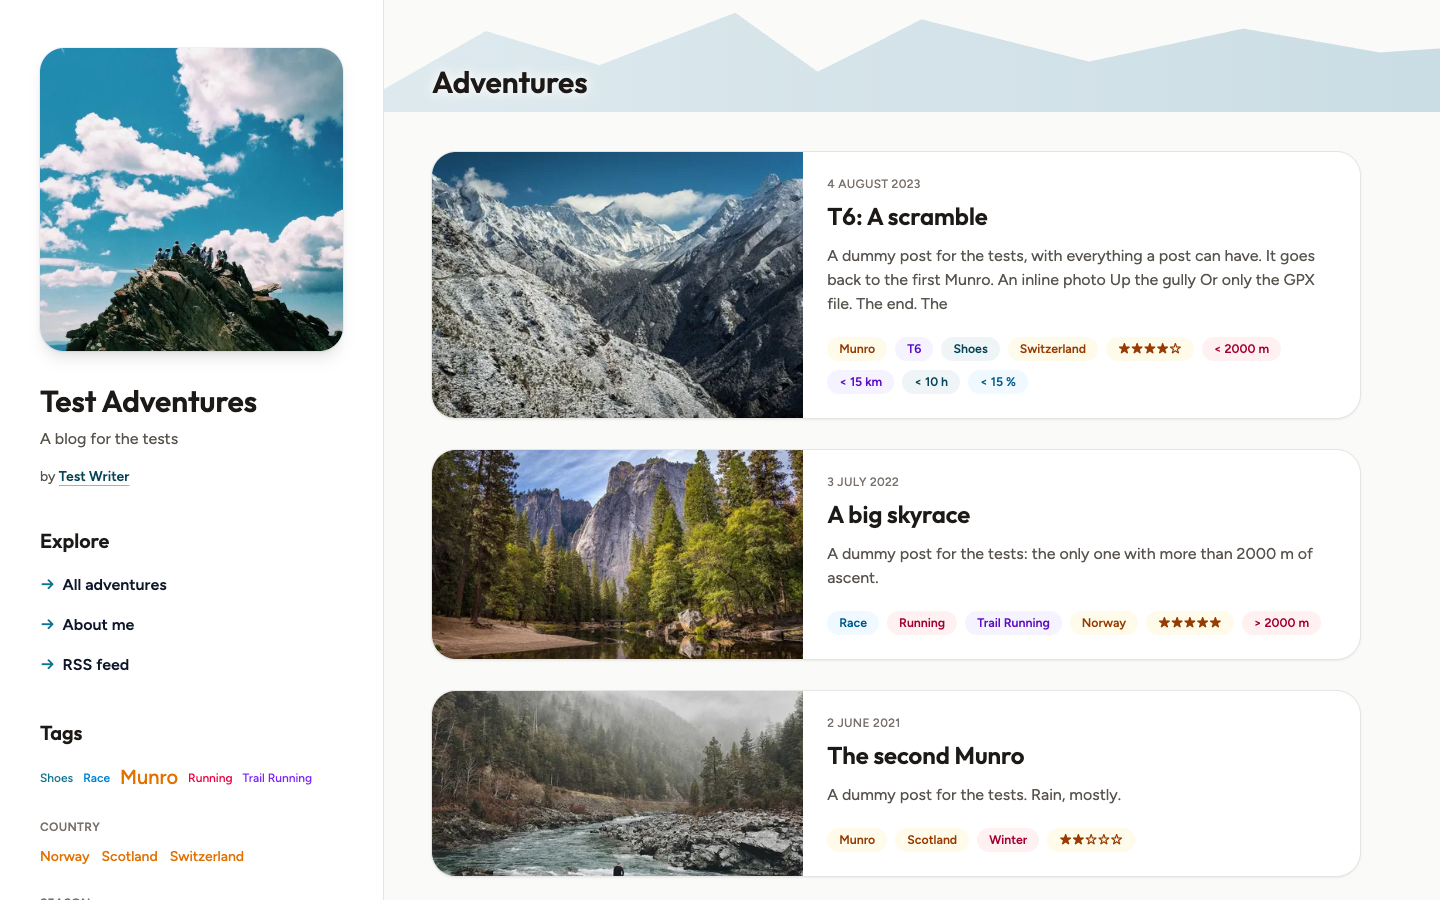 Test Adventures
A blog for the tests
by Test Writer
Explore
→ All adventures
→ About me
→ RSS feed
Tags
Shoes Race Munro Running Trail Running
COUNTRY
Norway Scotland Switzerland
Adventures
4 AUGUST 2023
T6: A scramble
A dummy post for the tests, with everything a post can have. It goes
back to the first Munro. An inline photo Up the gully Or only the GPX
file. The end. The
Munro T6 Shoes Switzerland ★★★★☆ < 2000 m
< 15 km < 10 h < 15 %
3 JULY 2022
A big skyrace
A dummy post for the tests: the only one with more than 2000 m of
ascent.
Race Running Trail Running Norway ★★★★★ > 2000 m
2 JUNE 2021
The second Munro
A dummy post for the tests. Rain, mostly.
Munro Scotland Winter ★★☆☆☆